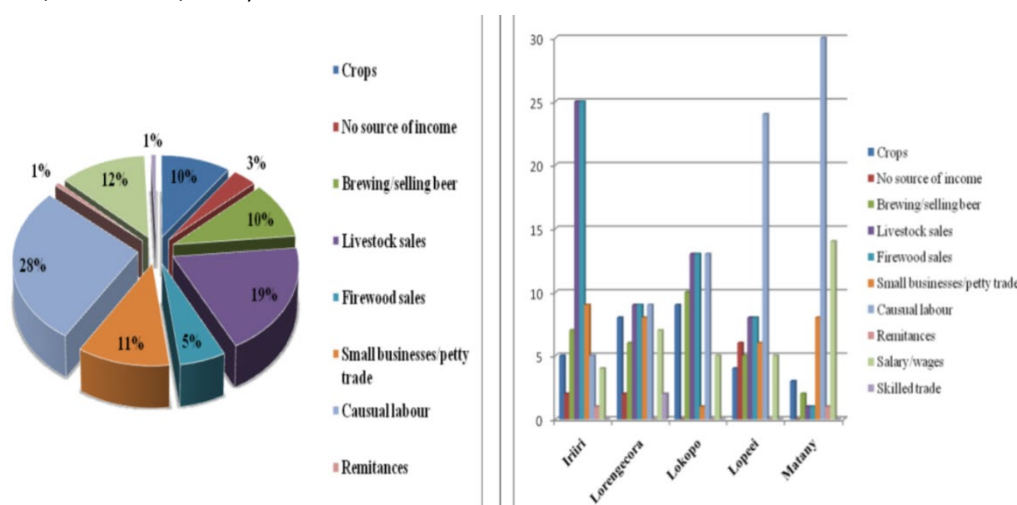 Crops
No source of income
Brewing/selling beer
Livestock sales
Firewood sales
Small businesses/petty
trade
Causual labour
Remitances
1%
10%
3%
10%
19%
5%
11%
28%
1%
12%
30
25
20
15
10
5
0
Iriiri
Lorengecora
Lokopo
Lopeei
Matany
Crops
No source of income
Brewing/selling beer
Livestock sales
Firewood sales
Small businesses/petty trade
Causual labour
Remitances
Salary/wages
Skilled trade